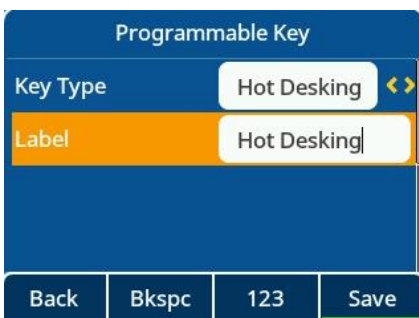 Programmable Key
Key Type Hot Desking
Label Hot Desking
Back Bkspc 123 Save